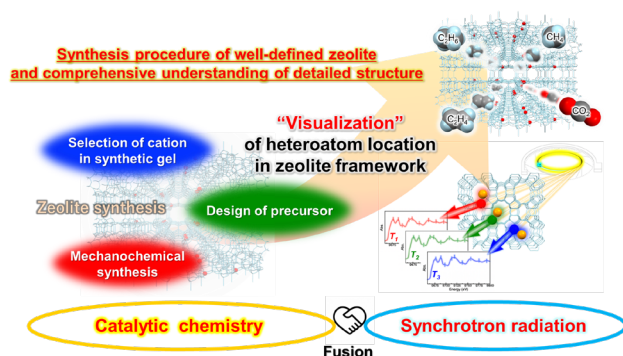 Synthesis procedure of well-defined zeolite
and comprehensive understanding of detailed structure
C2H6
CH4
C2H4
CO2
"Visualization"
of heteroatom location
in zeolite framework
Selection of cation
in synthetic gel
Zeolite synthesis
Design of precursor
Mechanochemical
synthesis
T1
T2
T3
Energy (eV)
Catalytic chemistry
Fusion
Synchrotron radiation